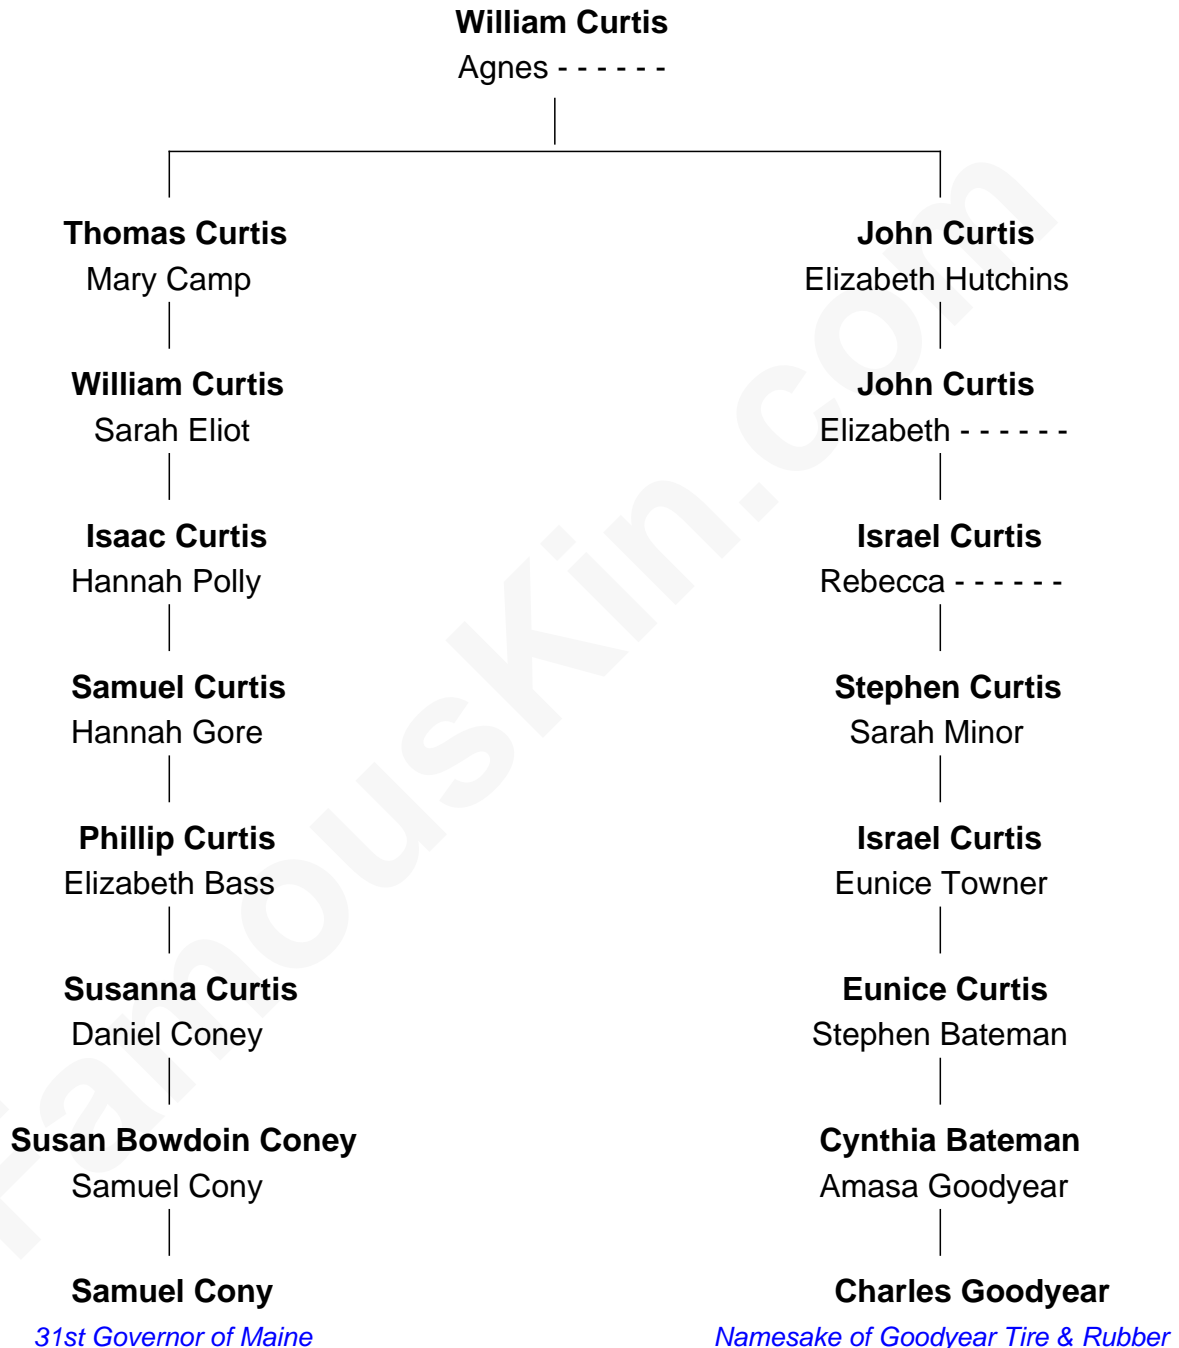 William Curtis
Agnes - - - - - -
Thomas Curtis
Mary Camp
John Curtis
Elizabeth Hutchins
William Curtis
Sarah Eliot
John Curtis
Elizabeth - - - - - -
Isaac Curtis
Hannah Polly
Israel Curtis
Rebecca - - - - - -
Samuel Curtis
Hannah Gore
Stephen Curtis
Sarah Minor
Phillip Curtis
Elizabeth Bass
Israel Curtis
Eunice Towner
Susanna Curtis
Daniel Coney
Eunice Curtis
Stephen Bateman
Susan Bowdoin Coney
Samuel Cony
Cynthia Bateman
Amasa Goodyear
Samuel Cony
31st Governor of Maine
Charles Goodyear
Namesake of Goodyear Tire & Rubber
FamousKin.com